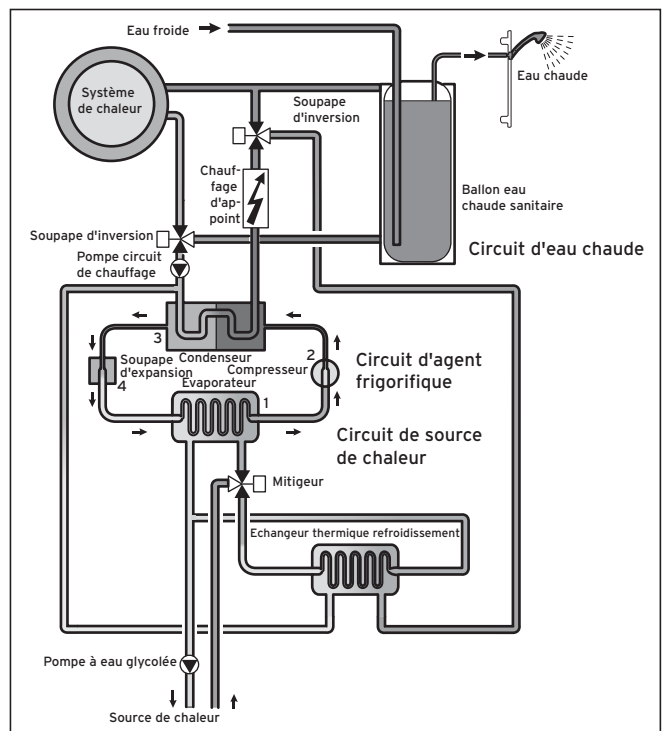 Eau froide
Eau chaude
Système
de chaleur
Soupape
d'inversion
Chauf-
fage
d'ap-
point
Ballon eau
chaude sanitaire
Soupape d'inversion
Circuit d'eau chaude
Pompe circuit
de chauffage
3
2
Soupape
d'expansion
4
Condenseur
Compresseur
Circuit d'agent
frigorifique
Evaporateur
1
Circuit de source
de chaleur
Mitigeur
Echangeur thermique refroidissement
Pompe à eau glycolée
Source de chaleur